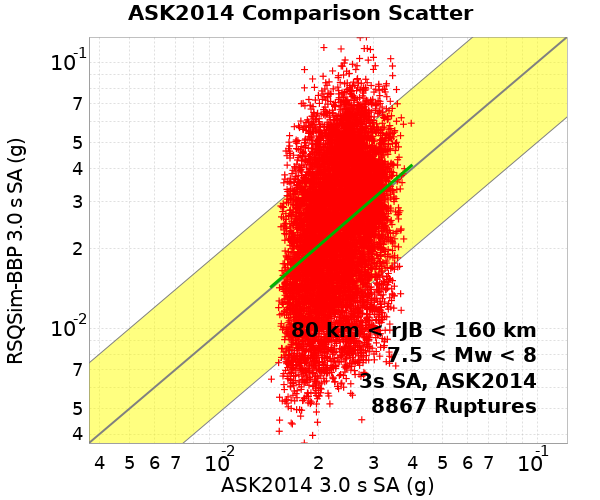 ASK2014 Comparison Scatter
RSQSim-BBP 3.0 s SA (g)
10-1
7
5
4
3
2
10-2
7
5
4
80 km < rJB < 160 km
7.5 < Mw < 8
3s SA, ASK2014
8867 Ruptures
4 5 6 7 10-2 2 3 4 5 6 7 10-1
ASK2014 3.0 s SA (g)